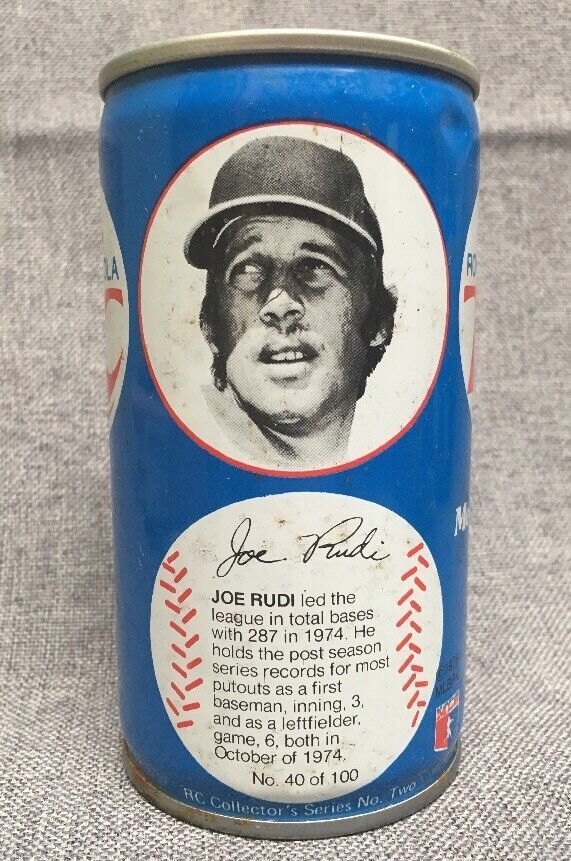 Joe Rudi
JOE RUDI led the
league in total bases
with 287 in 1974. He
holds the post season
series records for most
putouts as a first
baseman, inning, 3,
and as a leftfielder,
game, 6, both in
October of 1974.
No. 40 of 100
RC Collector's Series No. Two